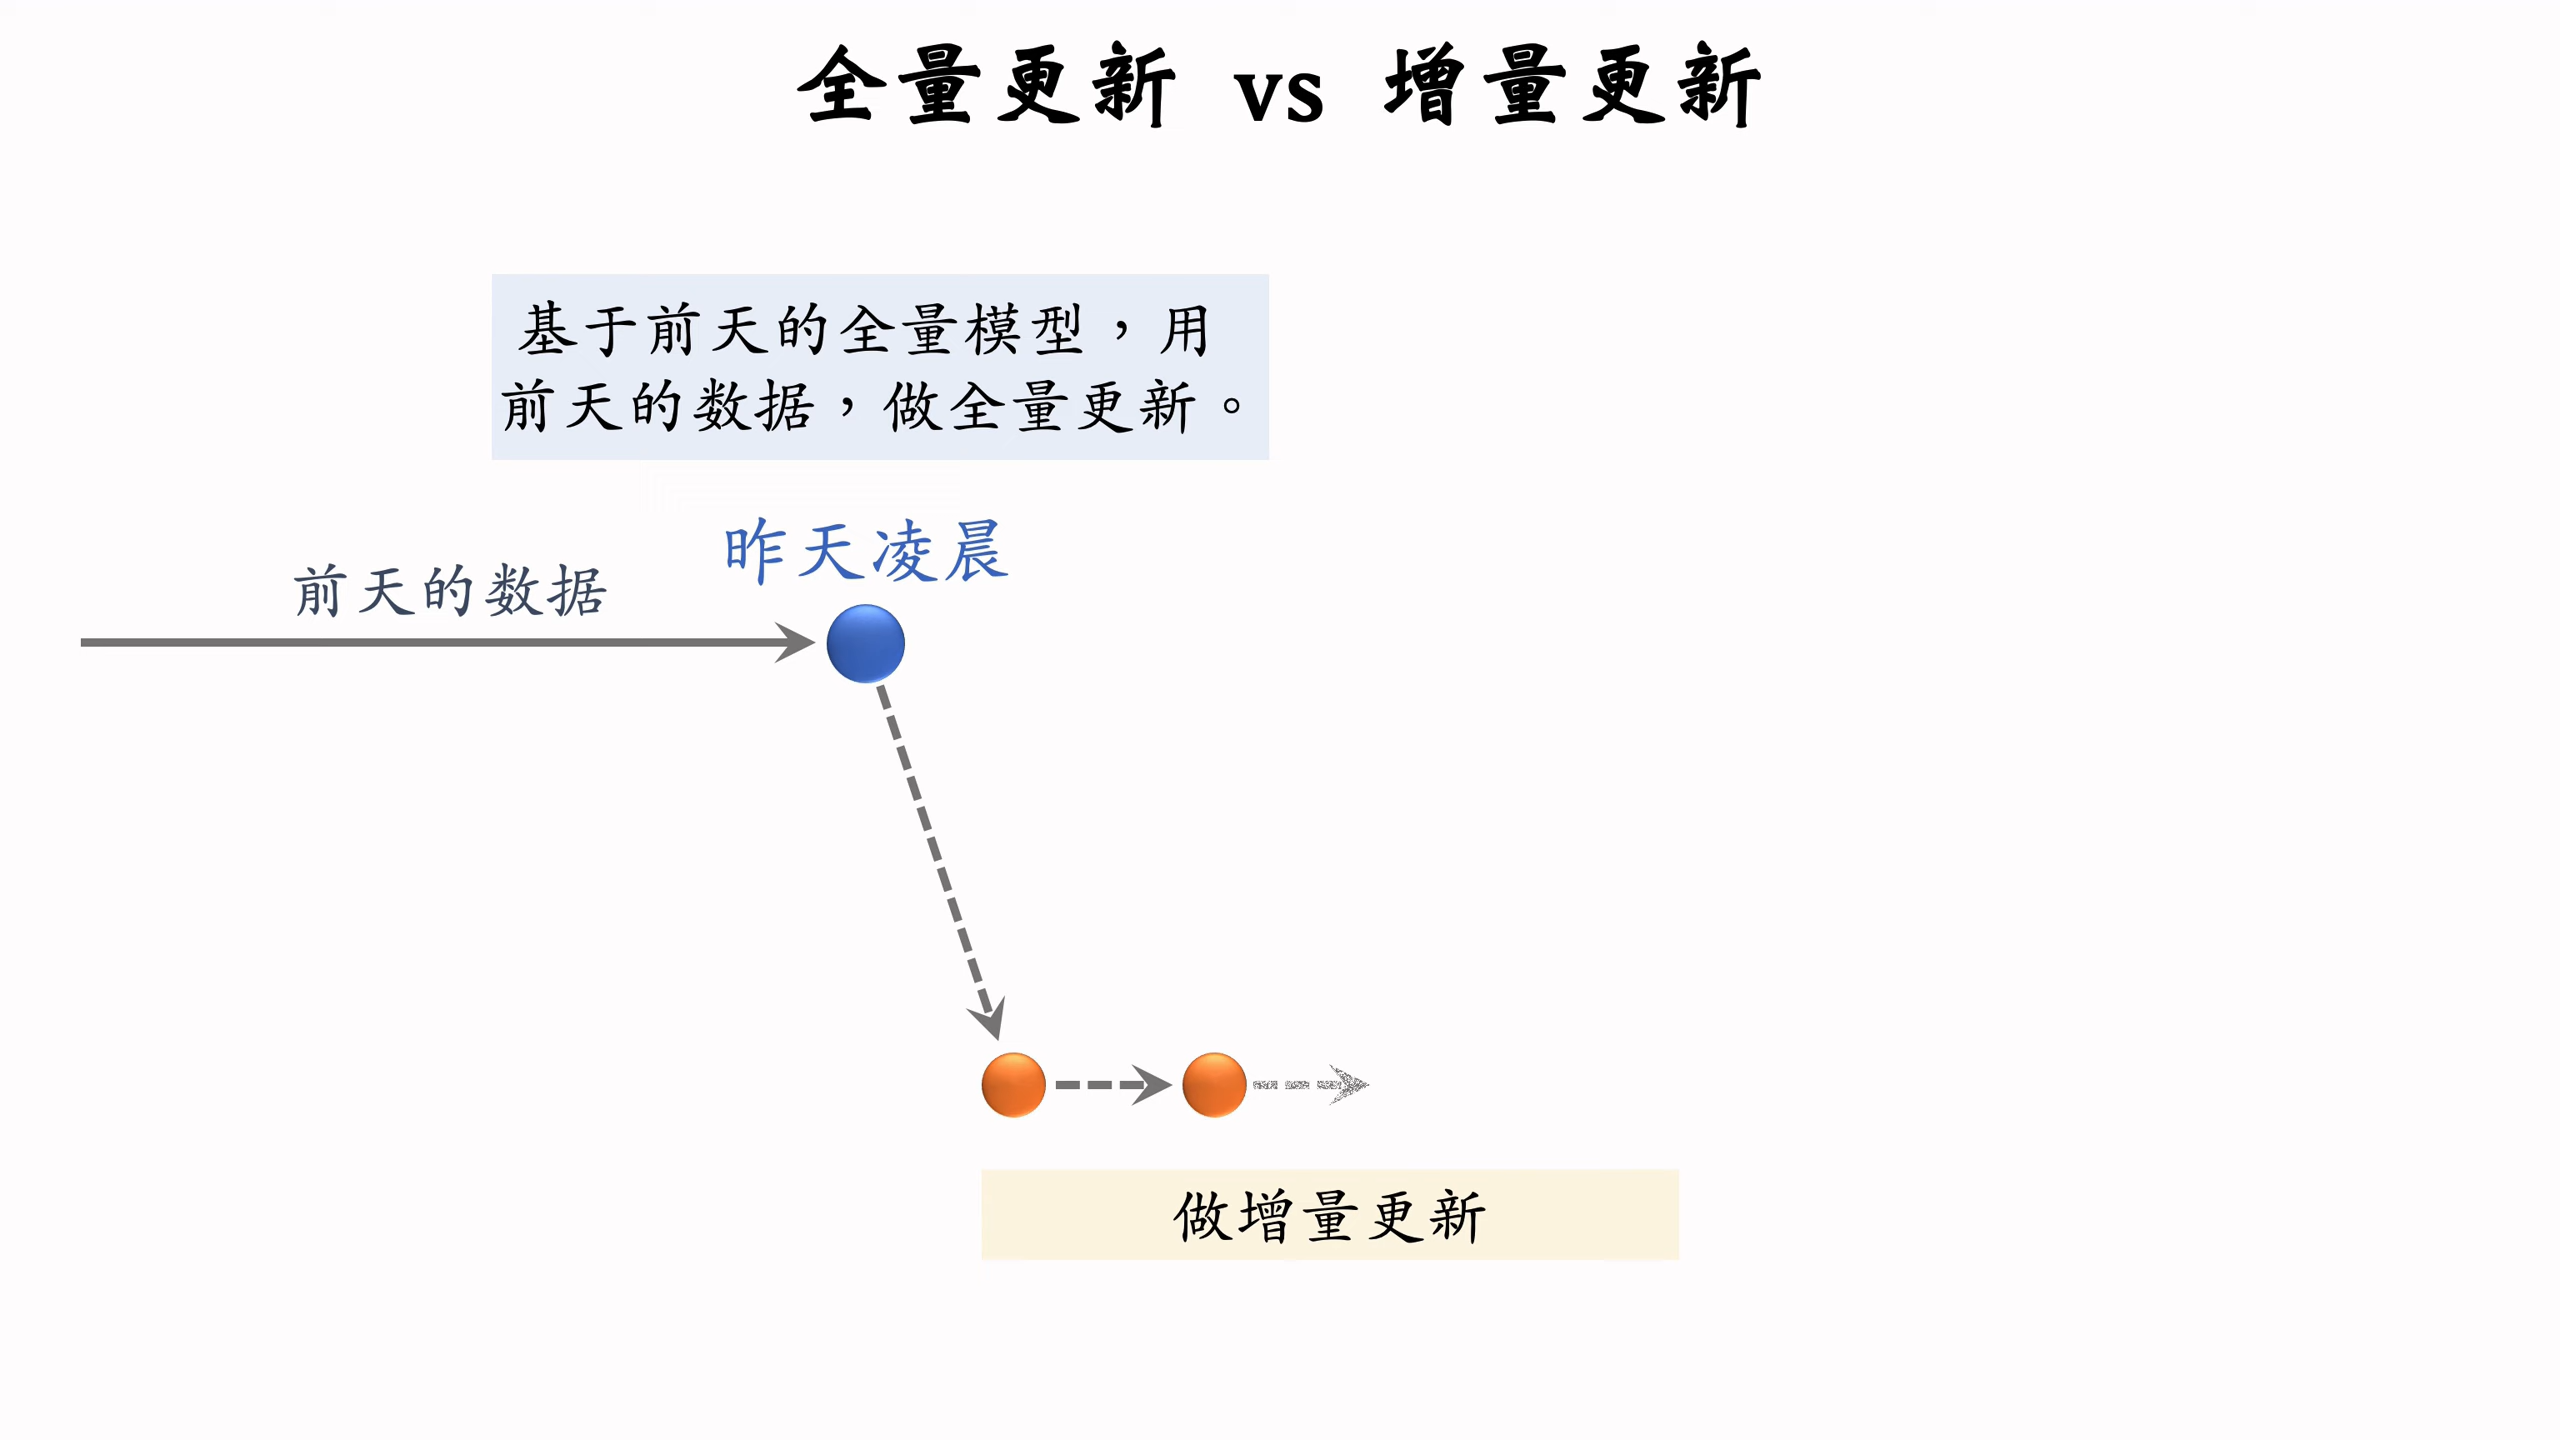 全量更新 vs 增量更新
基于前天的全量模型，用
前天的数据，做全量更新。
昨天凌晨
前天的数据
做增量更新